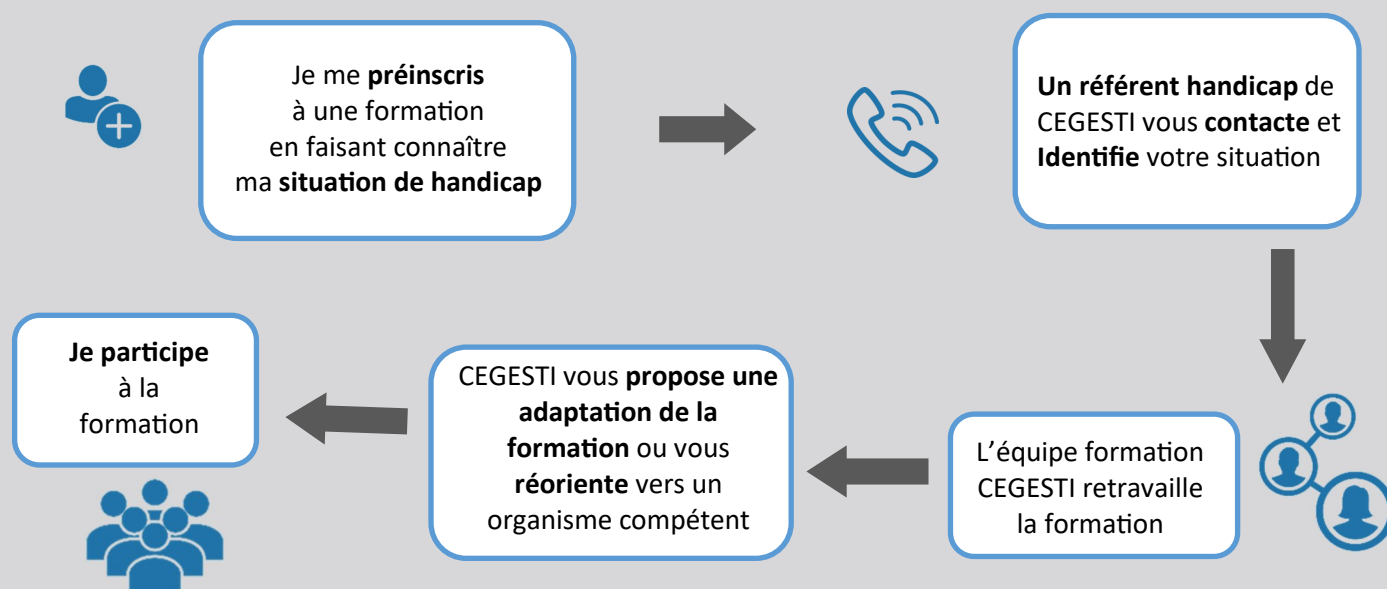 Je me préinscris
à une formation
en faisant connaître
ma situation de handicap
Un référent handicap de
CEGESTI vous contacte et
Identifie votre situation
L'équipe formation
CEGESTI retravaille
la formation
CEGESTI vous propose une
adaptation de la
formation ou vous
réoriente vers un
organisme compétent
Je participe
à la
formation